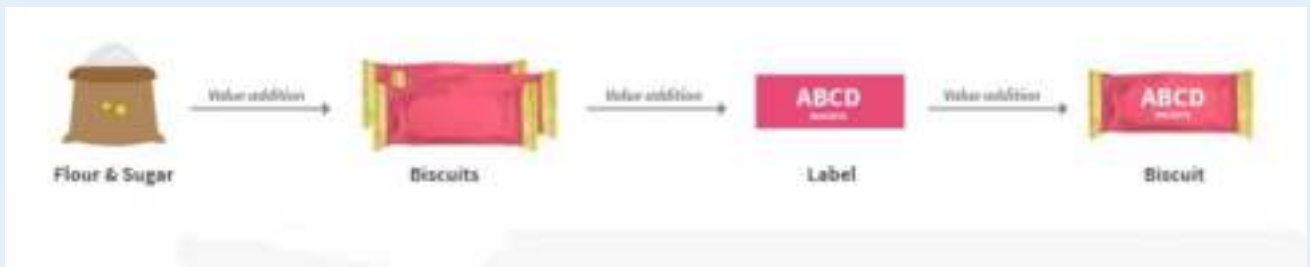 Value addition
Value addition
ABCD
Value addition
ABCD
Flour & Sugar
Biscuits
Label
Biscuit